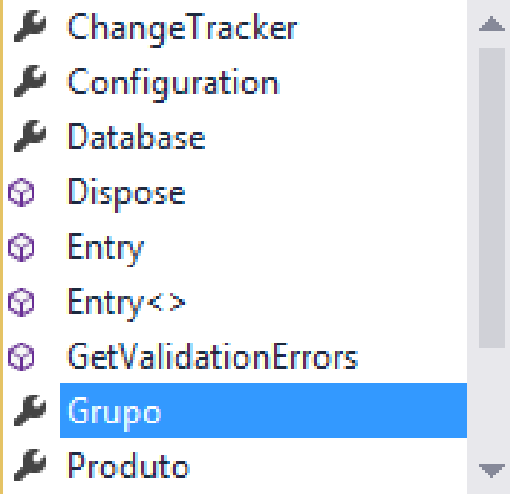 ChangeTracker
Configuration
Database
Dispose
Entry
Entry<>
GetValidationErrors
Grupo
Produto